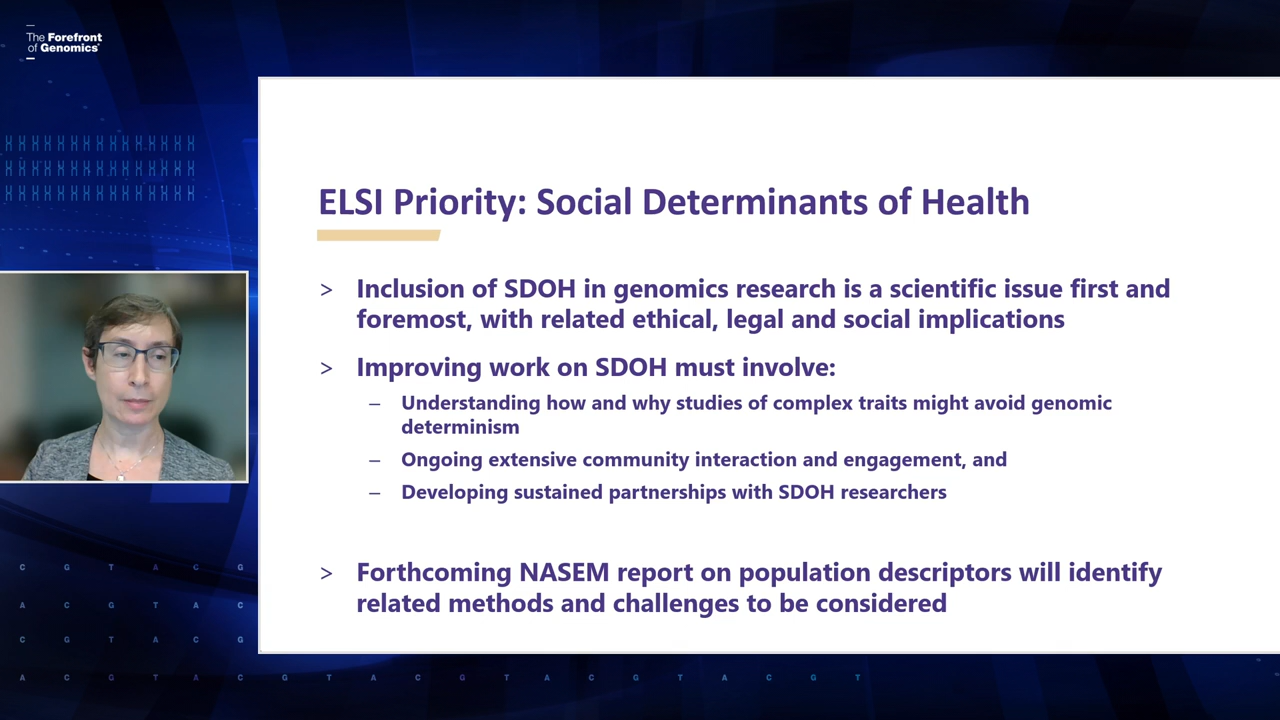 The Forefront
of Genomics®
ELSI Priority: Social Determinants of Health
> Inclusion of SDOH in genomics research is a scientific issue first and
foremost, with related ethical, legal and social implications
> Improving work on SDOH must involve:
– Understanding how and why studies of complex traits might avoid genomic
determinism
– Ongoing extensive community interaction and engagement, and
– Developing sustained partnerships with SDOH researchers
> Forthcoming NASEM report on population descriptors will identify
related methods and challenges to be considered
C G T A C G
A C G T A C
C G T A C G
A C G T A C G T A C G T A C G T A C G T